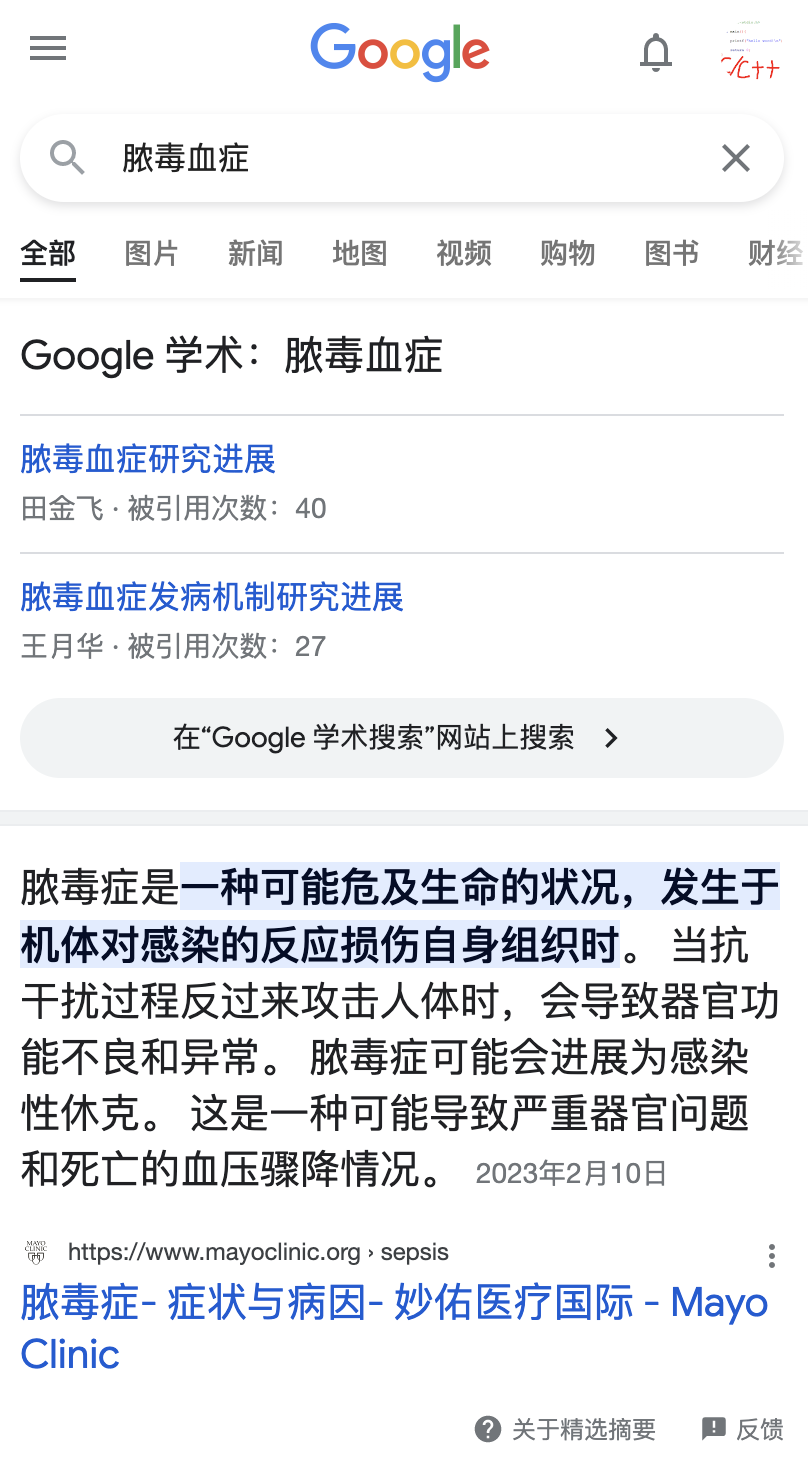 Google
C++
脓毒血症
全部 图片 新闻 地图 视频 购物 图书 财经
Google 学术：脓毒血症
脓毒血症研究进展
田金飞 · 被引用次数：40
脓毒血症发病机制研究进展
王月华 · 被引用次数：27
在“Google 学术搜索”网站上搜索
脓毒症是一种可能危及生命的状况，发生于
机体对感染的反应损伤自身组织时。 当抗
干扰过程反过来攻击人体时，会导致器官功
能不良和异常。 脓毒症可能会进展为感染
性休克。 这是一种可能导致严重器官问题
和死亡的血压骤降情况。 2023年2月10日
MAYO
CLINIC
https://www.mayoclinic.org › sepsis
脓毒症- 症状与病因- 妙佑医疗国际 - Mayo
Clinic
关于精选摘要 反馈